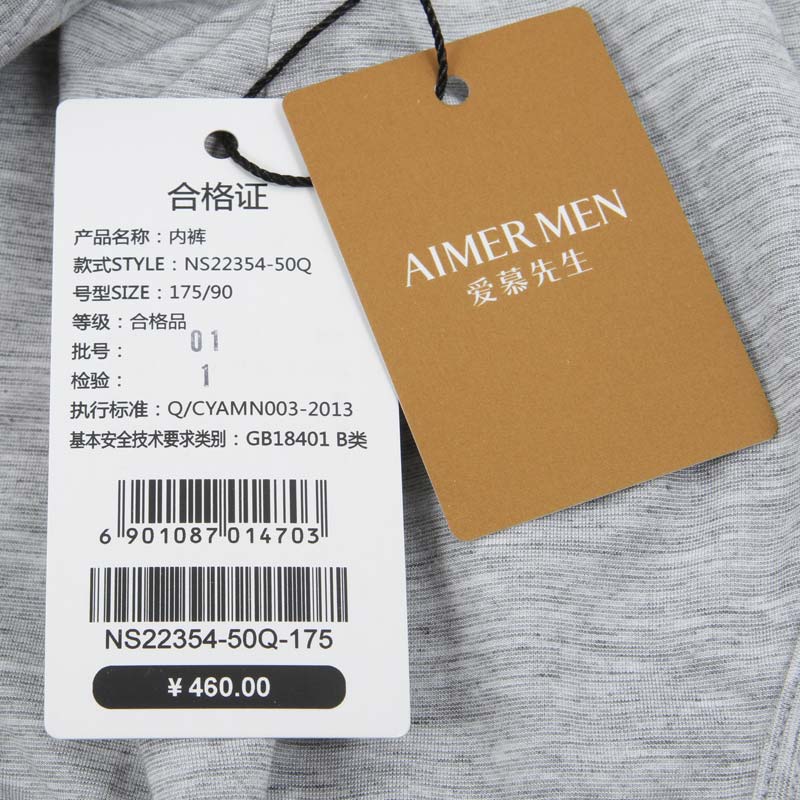 合格证
产品名称：内裤
款式STYLE：NS22354-50Q
号型SIZE：175/90
等级：合格品
批号： 01
检验： 1
执行标准：Q/CYAMN003-2013
基本安全技术要求类别：GB18401 B类
6 901087 014703
NS22354-50Q-175
¥460.00
AIMER MEN
爱慕先生